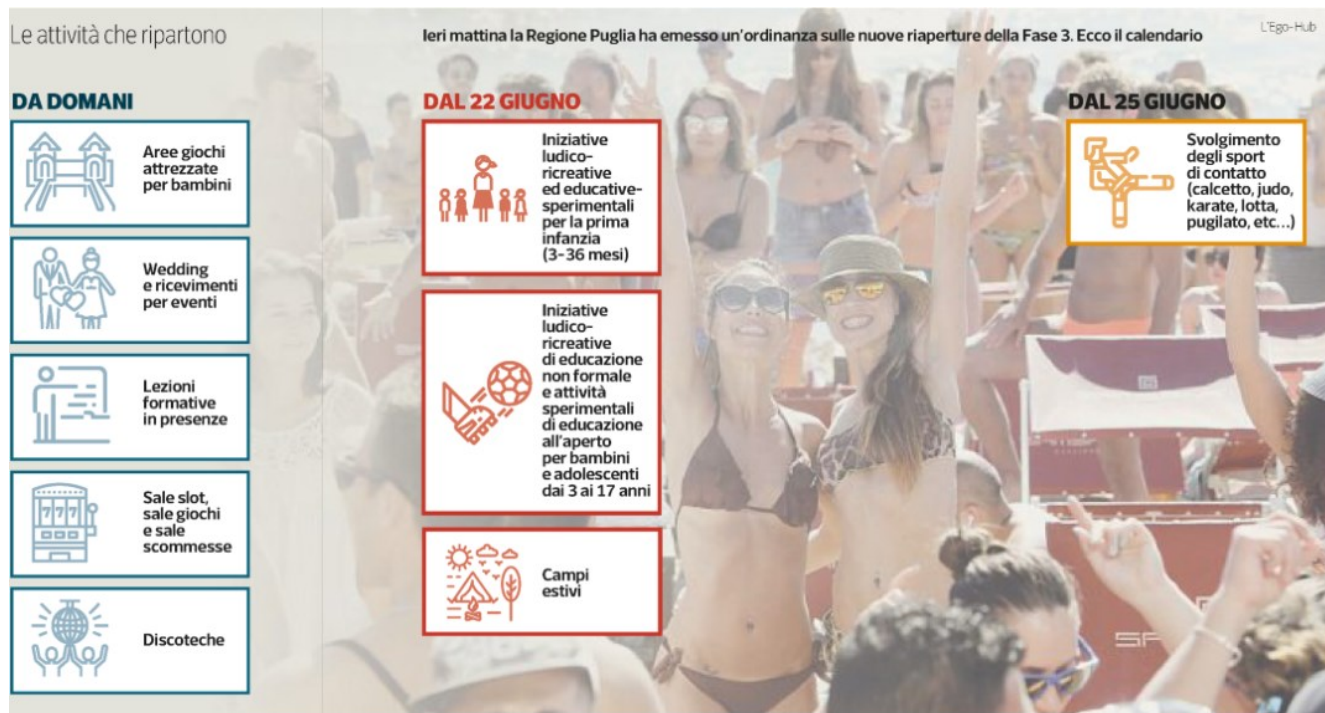 Le attività che ripartono
Ieri mattina la Regione Puglia ha emesso un'ordinanza sulle nuove riaperture della Fase 3. Ecco il calendario
L'Ego-Hub
DA DOMANI
Aree giochi
attrezzate
per bambini
Wedding
e ricevimenti
per eventi
Lezioni
formative
in presenze
Sale slot,
sale giochi
e sale
scommesse
777
Discoteche
DAL 22 GIUGNO
Iniziative
ludico-
ricreative
ed educative-
sperimentali
per la prima
infanzia
(3-36 mesi)
Iniziative
ludico-
ricreative
di educazione
non formale
e attività
sperimentali
di educazione
all'aperto
per bambini
e adolescenti
dai 3 ai 17 anni
Campi
estivi
DAL 25 GIUGNO
Svolgimento
degli sport
di contatto
(calcetto, judo,
karate, lotta,
pugilato, etc...)